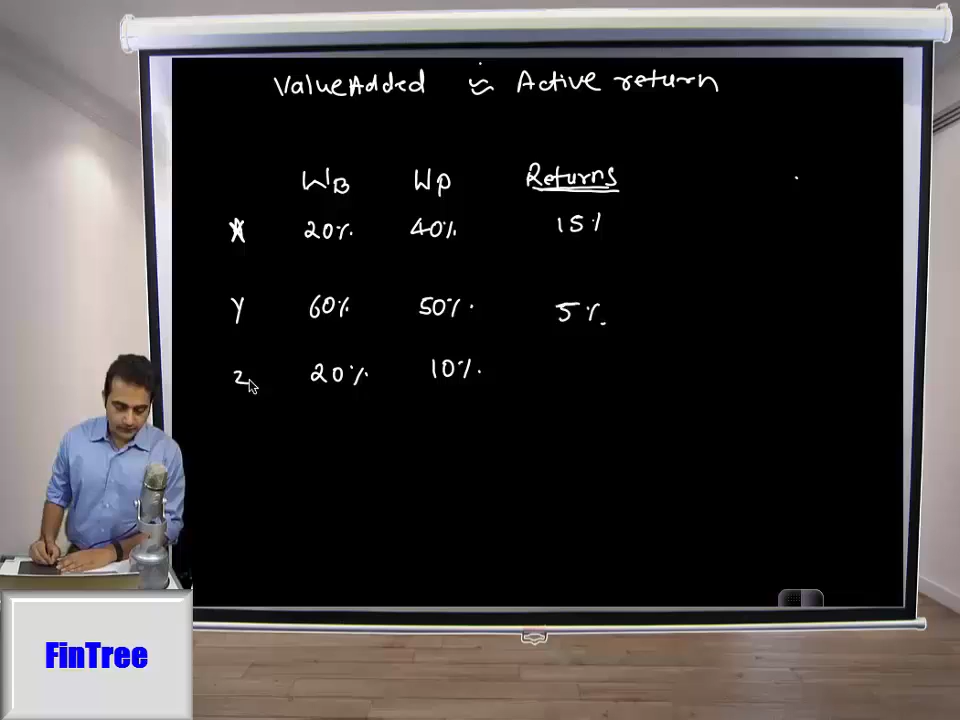 Value Added ≈ Active return
WB WP Returns
X 20% 40% 15%
Y 60% 50% 5%
Z 20% 10%
FinTree